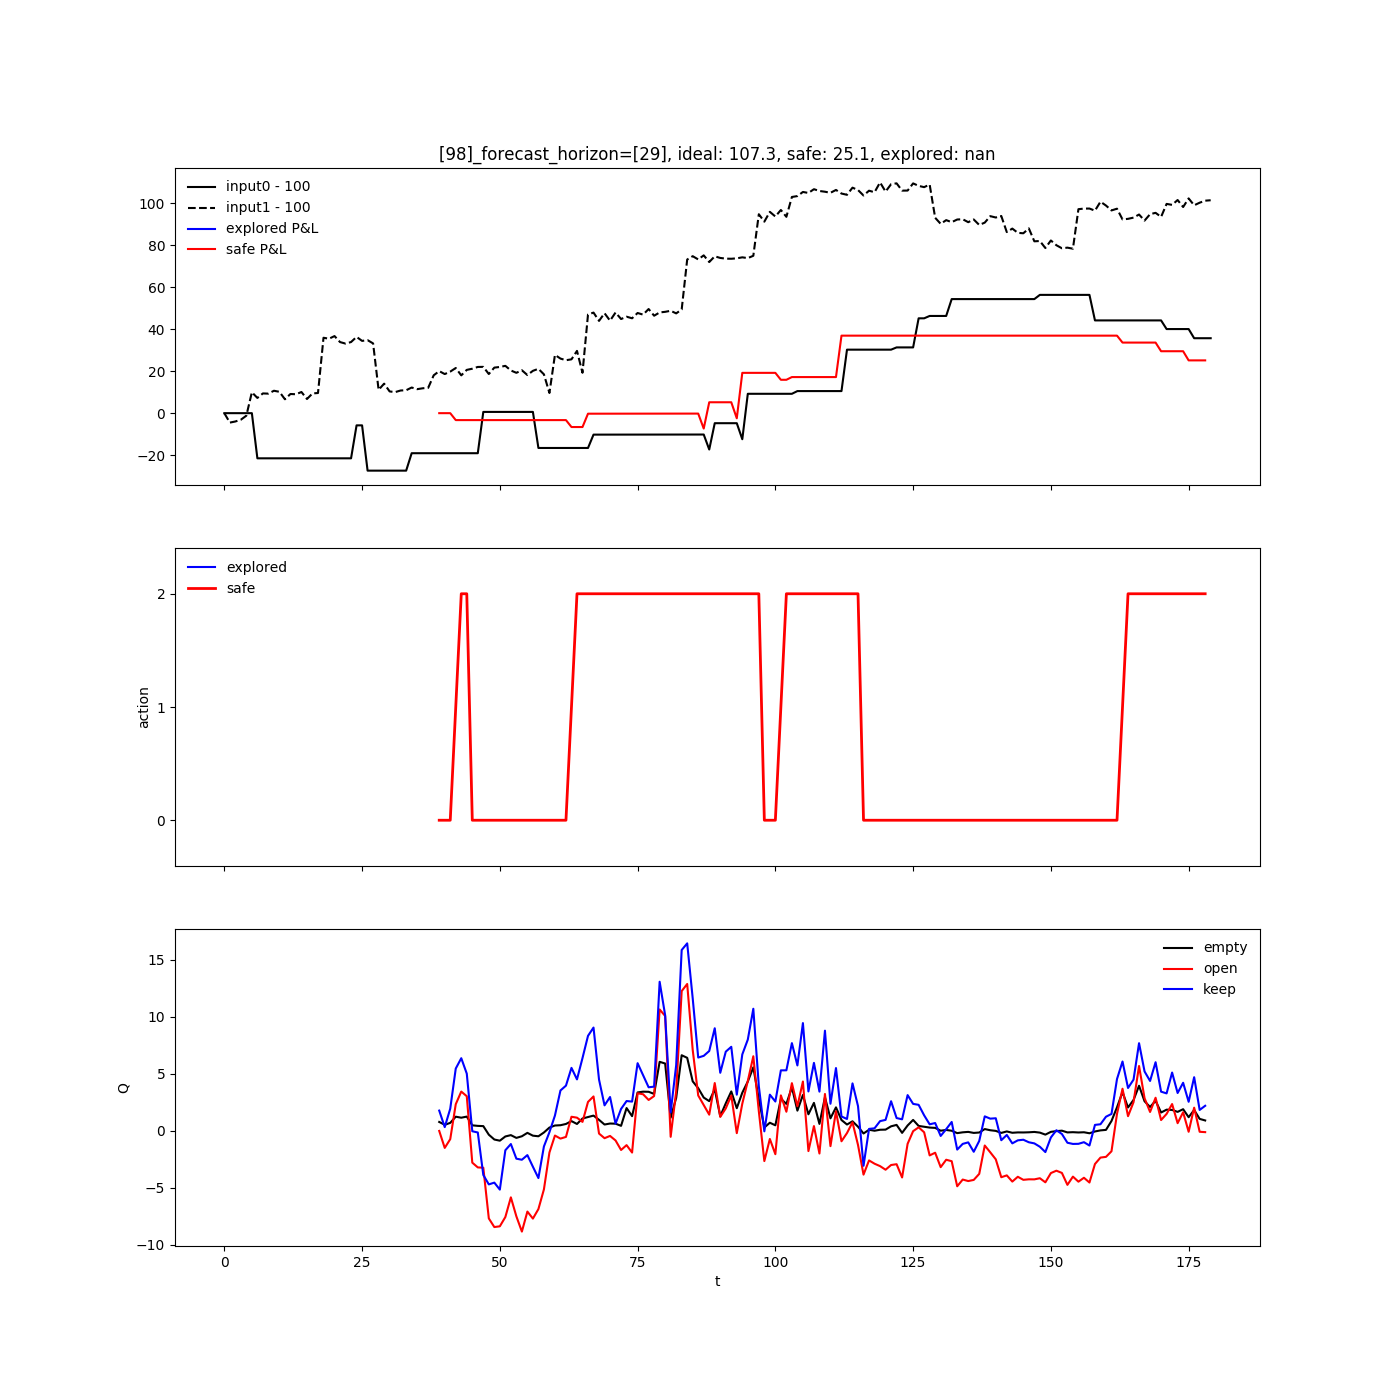 [98]_forecast_horizon=[29], ideal: 107.3, safe: 25.1, explored: nan
input0 - 100
input1 - 100
explored P&L
safe P&L
100
80
60
40
20
0
−20
explored
safe
2
1
0
action
empty
open
keep
15
10
5
0
−5
−10
Q
0 25 50 75 100 125 150 175
t